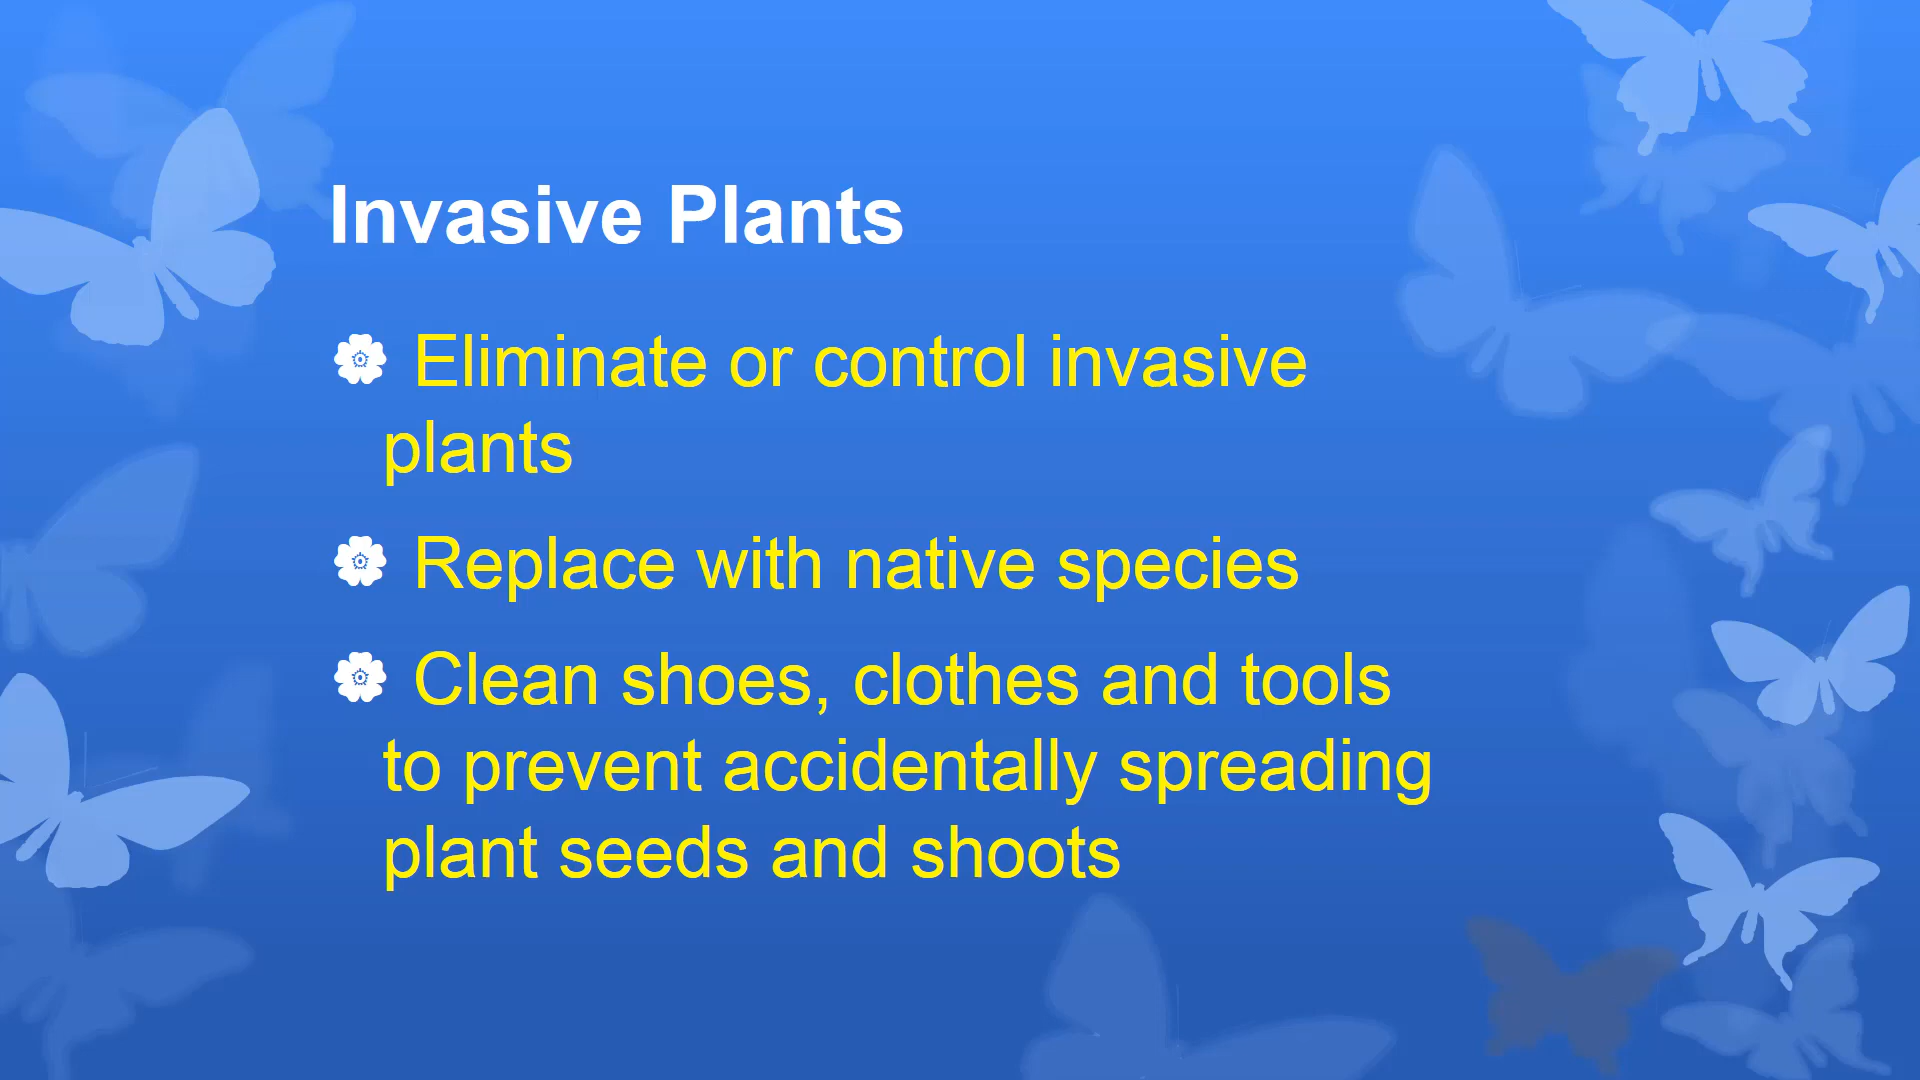 Invasive Plants
Eliminate or control invasive
plants
Replace with native species
Clean shoes, clothes and tools
to prevent accidentally spreading
plant seeds and shoots